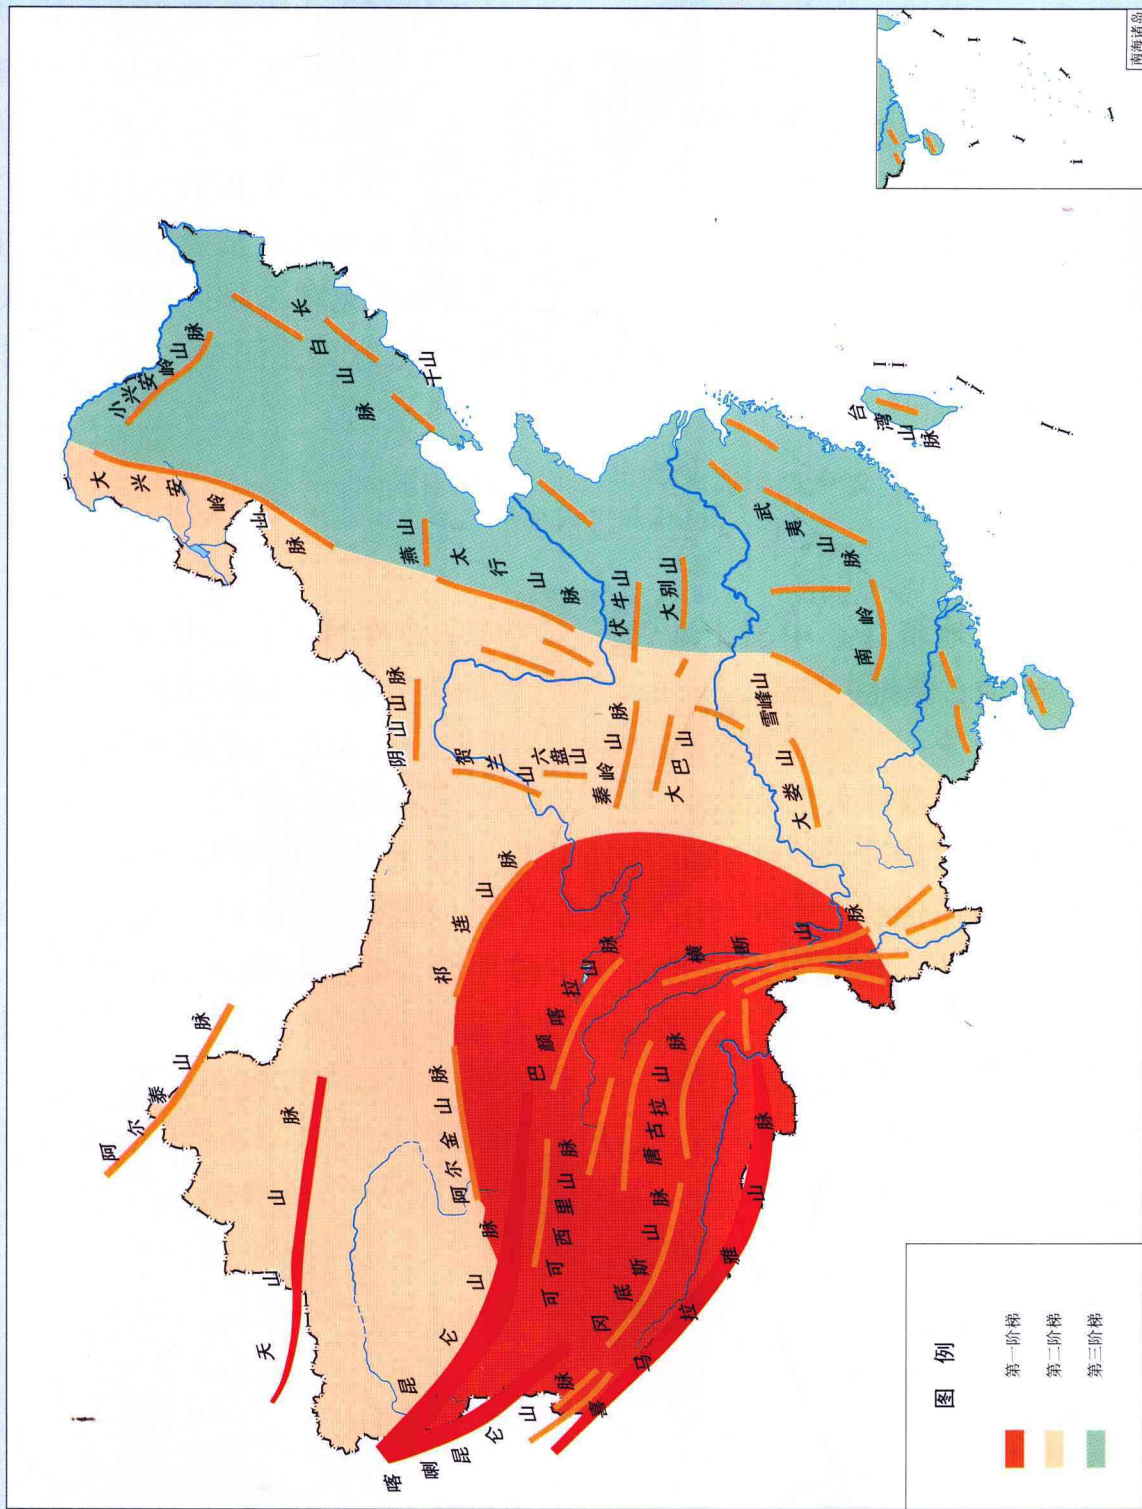 阿尔泰山脉
天山山脉
喀喇昆仑山脉
昆仑山脉
阿尔金山脉
祁连山脉
可可西里山脉
巴颜喀拉山脉
唐古拉山脉
冈底斯山脉
喜马拉雅山脉
横断山脉
阴山山脉
贺兰山
六盘山
秦岭山脉
大巴山
大娄山
雪峰山
大兴安岭山脉
小兴安岭山脉
长白山脉
千山
燕山
太行山脉
伏牛山
大别山
武夷山脉
南岭
台湾山脉
南海诸岛
图例
第一阶梯
第二阶梯
第三阶梯